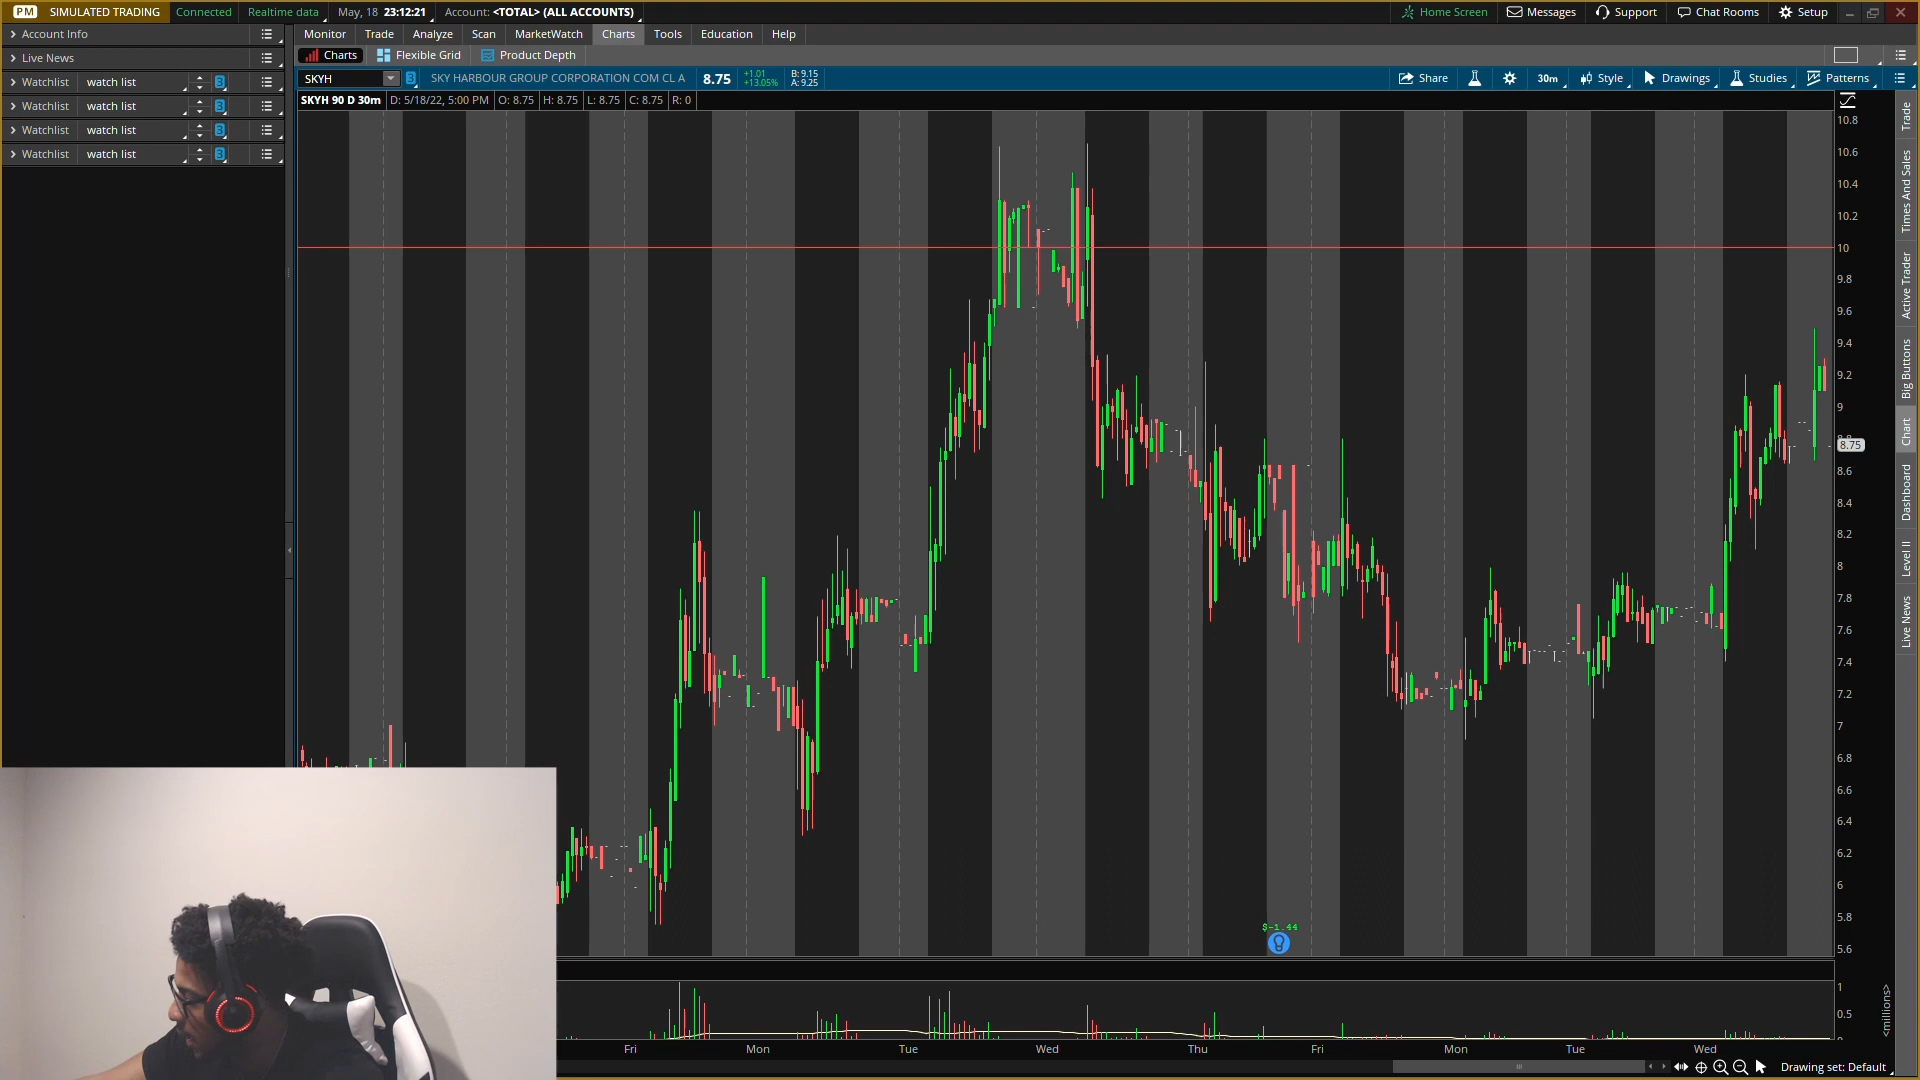 PM SIMULATED TRADING Connected Realtime data May, 18 23:12:21 Account: <TOTAL> (ALL ACCOUNTS) Home Screen Messages Support Chat Rooms Setup
Account Info
Live News
Watchlist watch list 3
Watchlist watch list 3
Watchlist watch list 3
Watchlist watch list 3
Monitor Trade Analyze Scan MarketWatch Charts Tools Education Help
Charts Flexible Grid Product Depth
SKYH 3 SKY HARBOUR GROUP CORPORATION COM CL A 8.75 +1.01 +13.05% B: 9.15 A: 9.25 Share 30m Style Drawings Studies Patterns
SKYH 90 D 30m D: 5/18/22, 5:00 PM O: 8.75 H: 8.75 L: 8.75 C: 8.75 R: 0
10.8
10.6
10.4
10.2
10
9.8
9.6
9.4
9.2
9
8.75
8.6
8.4
8.2
8
7.8
7.6
7.4
7.2
7
6.8
6.6
6.4
6.2
6
5.8
5.6
$-1.44
1
0.5
<millions>
Fri Mon Tue Wed Thu Fri Mon Tue Wed
Drawing set: Default
Trade
Times And Sales
Active Trader
Big Buttons
Chart
Dashboard
Level II
Live News